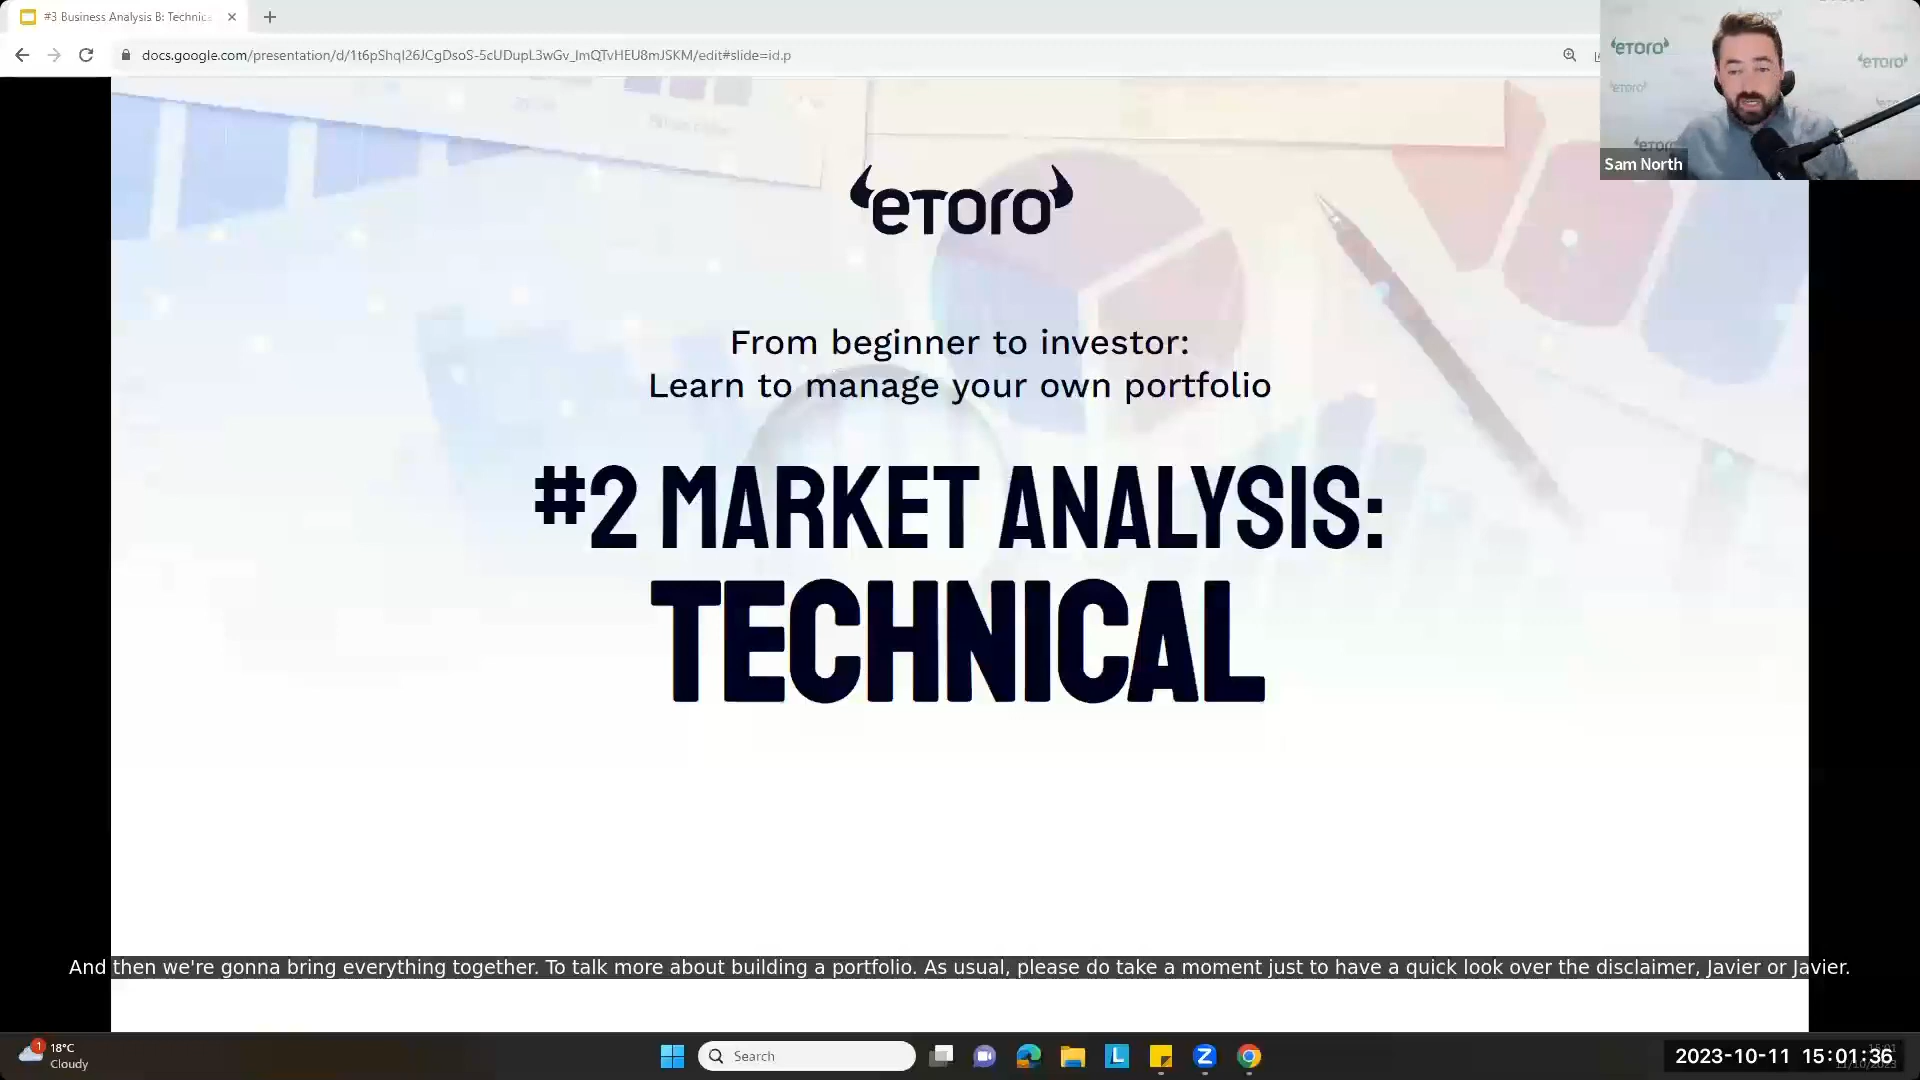 #3 Business Analysis B: Technica
docs.google.com/presentation/d/1t6pShqI26JCgDsoS-5cUDupL3wGv_ImQTvHEU8mJSKM/edit#slide=id.p
eTORO
eTORO
eTORO
Sam North
eTORO
From beginner to investor:
Learn to manage your own portfolio
#2 MARKET ANALYSIS:
TECHNICAL
And then we're gonna bring everything together. To talk more about building a portfolio. As usual, please do take a moment just to have a quick look over the disclaimer, Javier or Javier.
1
18°C
Cloudy
Search
2023-10-11 15:01:36